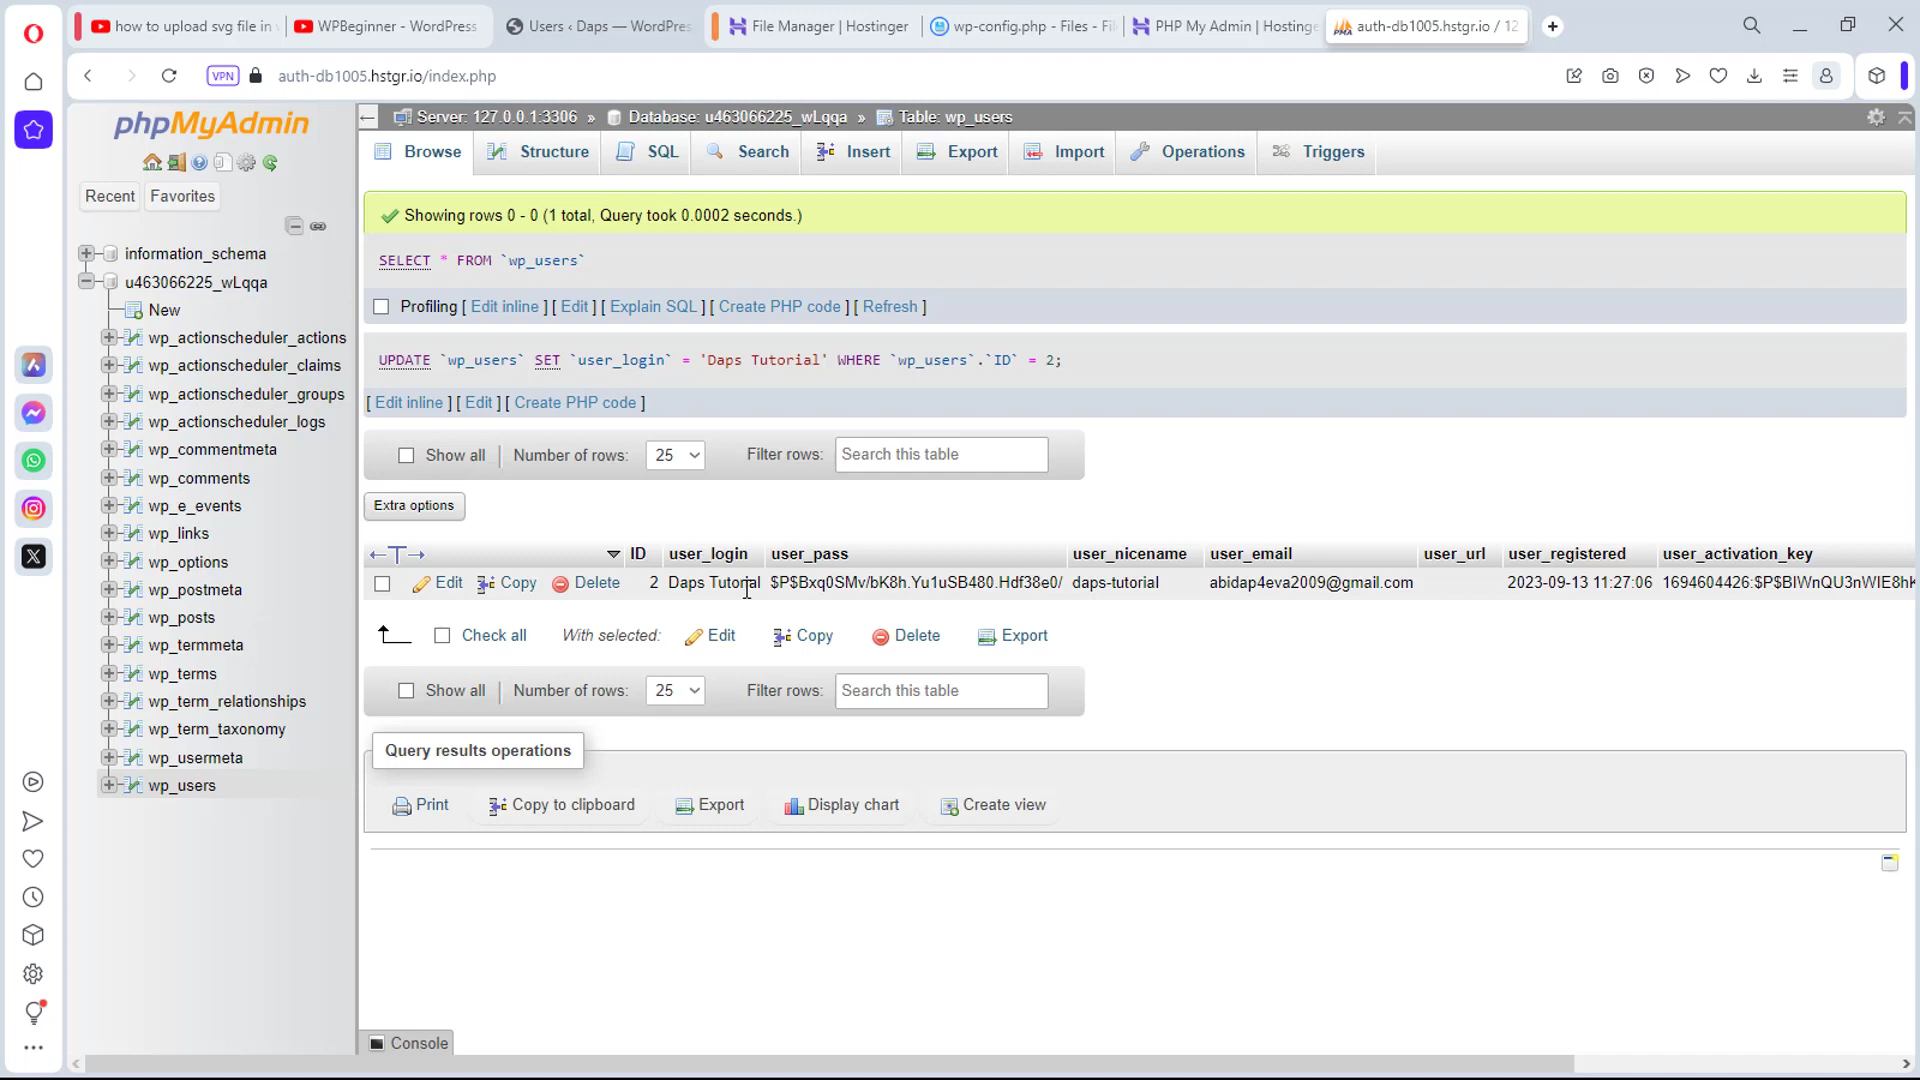 how to upload svg file in
WPBeginner - WordPress
Users ‹ Daps — WordPres
File Manager | Hostinger
wp-config.php - Files - Fi
PHP My Admin | Hostinge
auth-db1005.hstgr.io / 12
VPN
auth-db1005.hstgr.io/index.php
phpMyAdmin
Recent
Favorites
information_schema
u463066225_wLqqa
New
wp_actionscheduler_actions
wp_actionscheduler_claims
wp_actionscheduler_groups
wp_actionscheduler_logs
wp_commentmeta
wp_comments
wp_e_events
wp_links
wp_options
wp_postmeta
wp_posts
wp_termmeta
wp_terms
wp_term_relationships
wp_term_taxonomy
wp_usermeta
wp_users
Server: 127.0.0.1:3306 » Database: u463066225_wLqqa » Table: wp_users
Browse Structure SQL Search Insert Export Import Operations Triggers
Showing rows 0 - 0 (1 total, Query took 0.0002 seconds.)
SELECT * FROM `wp_users`
Profiling [ Edit inline ] [ Edit ] [ Explain SQL ] [ Create PHP code ] [ Refresh ]
UPDATE `wp_users` SET `user_login` = 'Daps Tutorial' WHERE `wp_users`.`ID` = 2;
[ Edit inline ] [ Edit ] [ Create PHP code ]
Show all Number of rows: 25 Filter rows: Search this table
Extra options
←T→ ID user_login user_pass user_nicename user_email user_url user_registered user_activation_key
Edit Copy Delete 2 Daps Tutorial $P$Bxq0SMv/bK8h.Yu1uSB480.Hdf38e0/ daps-tutorial abidap4eva2009@gmail.com 2023-09-13 11:27:06 1694604426:$P$BIWnQU3nWIE8hK
Check all With selected: Edit Copy Delete Export
Show all Number of rows: 25 Filter rows: Search this table
Query results operations
Print Copy to clipboard Export Display chart Create view
Console